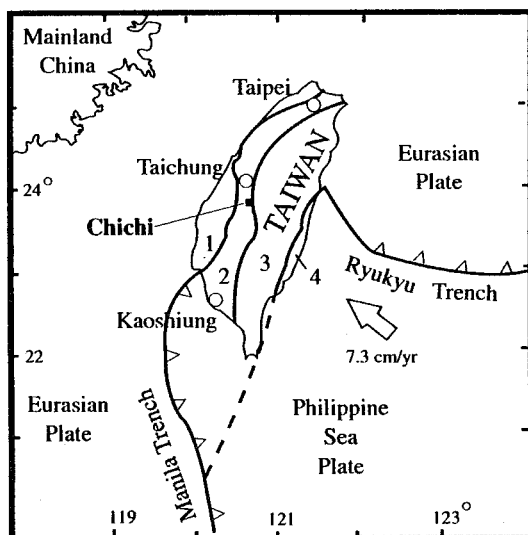 Mainland
China
Taipei
Taichung
24°
Chichi
TAIWAN
Eurasian
Plate
1
2
3
4
Ryukyu
Trench
Kaoshiung
22
7.3 cm/yr
Eurasian
Plate
Manila Trench
Philippine
Sea
Plate
119
121
123°